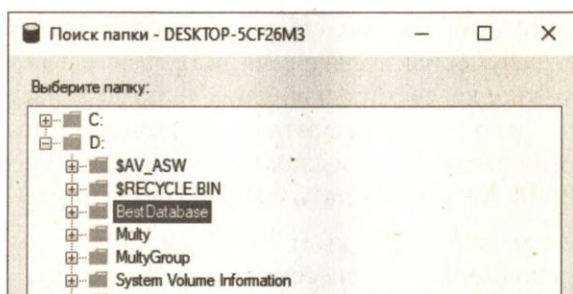 Поиск папки - DESKTOP-5CF26M3
Выберите папку:
C:
D:
$AV_ASW
$RECYCLE.BIN
BestDatabase
Multy
MultyGroup
System Volume Information